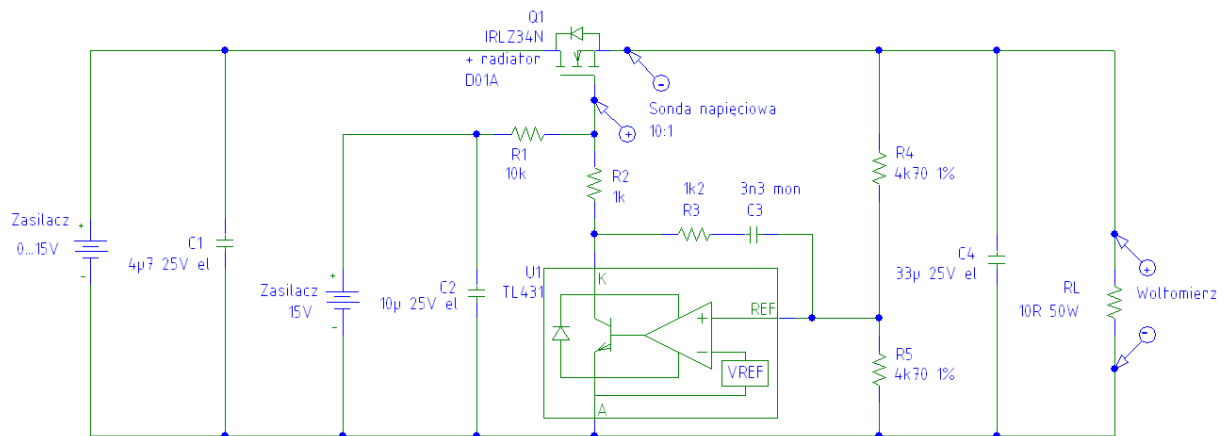 Q1
IRLZ34N
+ radiator
D01A
-
Sonda napięciowa
10:1
+
R1
10k
R2
1k
1k2
R3
3n3 mon
C3
R4
4k70 1%
Zasilacz
0...15V
+
-
C1
4µ7 25V el
Zasilacz
15V
+
-
C2
10µ 25V el
U1
TL431
K
REF
+
-
VREF
A
R5
4k70 1%
C4
33µ 25V el
RL
10R 50W
+
Woltomierz
-